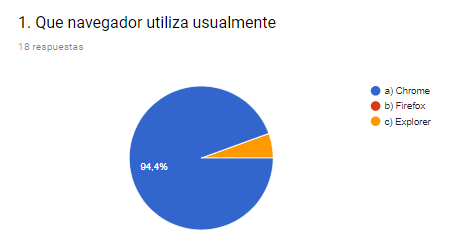 1. Que navegador utiliza usualmente
18 respuestas
a) Chrome
b) Firefox
c) Explorer
94,4%